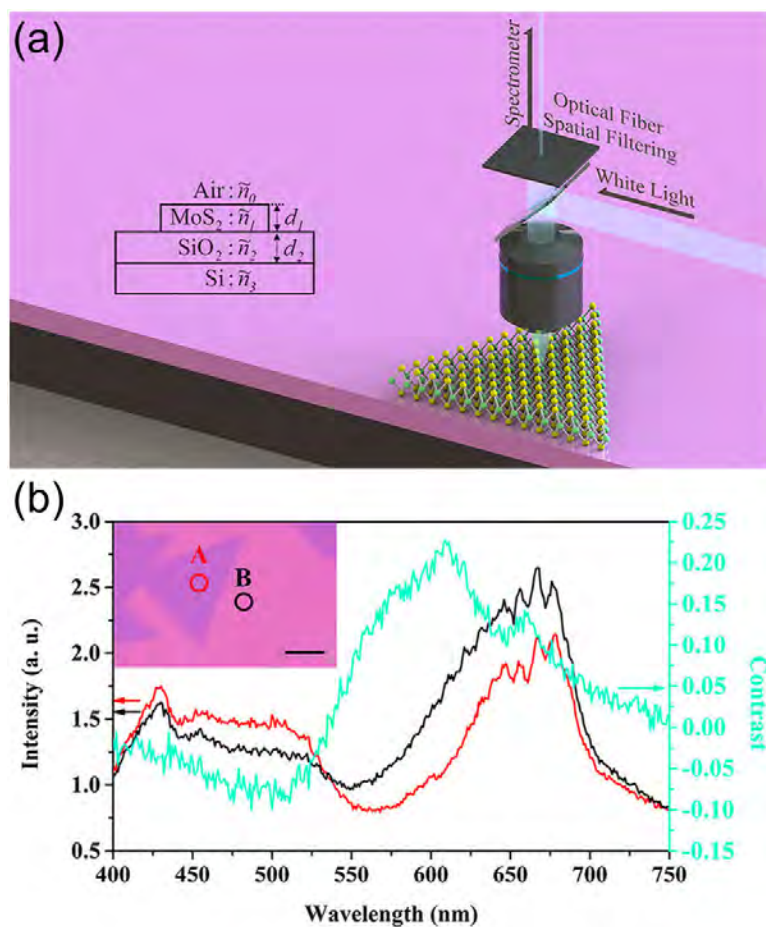 (a)
Spectrometer
Optical Fiber
Spatial Filtering
White Light
Air : ñ₀
MoS₂ : ñ₁ d₁
SiO₂ : ñ₂ d₂
Si : ñ₃
(b)
3.0
2.5
2.0
1.5
1.0
0.5
Intensity (a. u.)
A
B
0.25
0.20
0.15
0.10
0.05
0.00
-0.05
-0.10
-0.15
Contrast
400 450 500 550 600 650 700 750
Wavelength (nm)